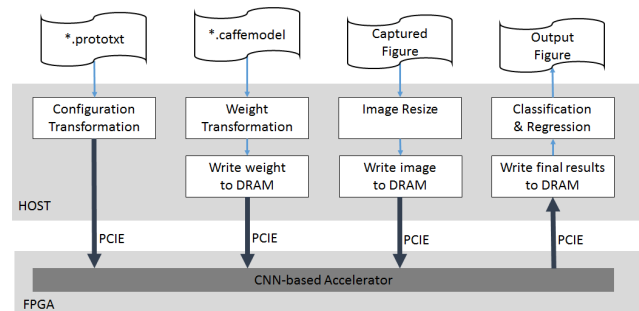 *.prototxt
*.caffemodel
Captured
Figure
Output
Figure
Configuration
Transformation
Weight
Transformation
Image Resize
Classification
& Regression
Write weight
to DRAM
Write image
to DRAM
Write final results
to DRAM
HOST
PCIE
PCIE
PCIE
PCIE
CNN-based Accelerator
FPGA